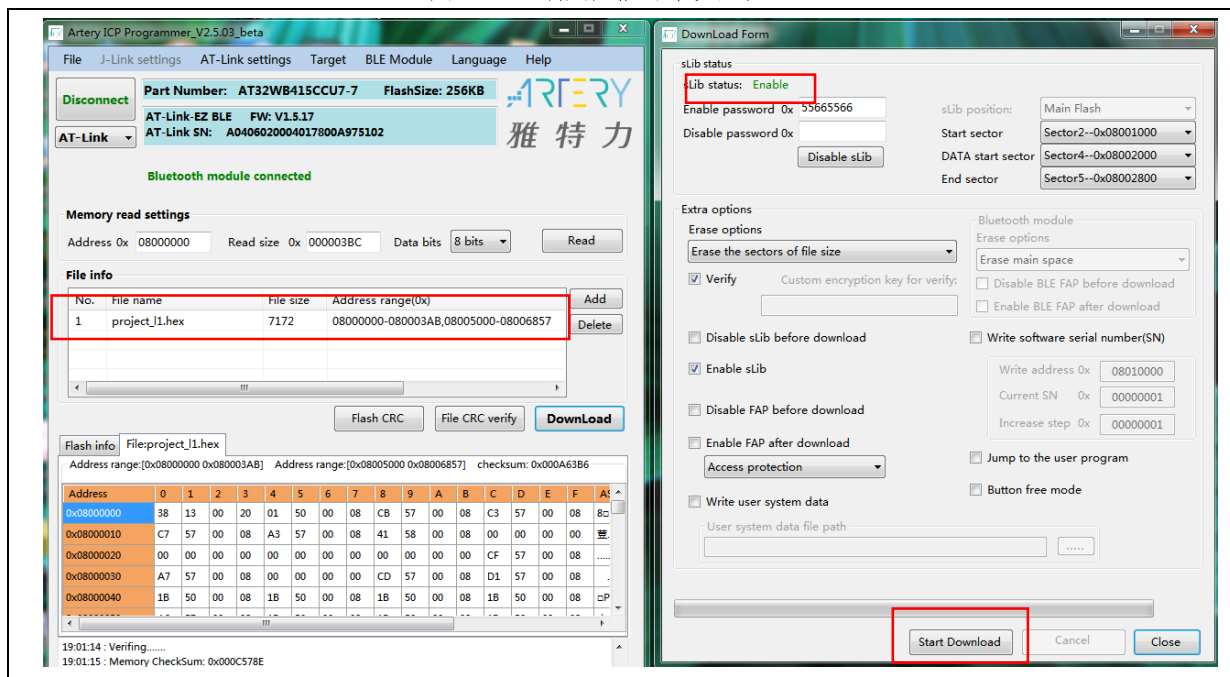 Artery ICP Programmer_V2.5.03_beta
File J-Link settings AT-Link settings Target BLE Module Language Help
Disconnect
Part Number: AT32WB415CCU7-7 FlashSize: 256KB
AT-Link-EZ BLE FW: V1.5.17
AT-Link
AT-Link SN: A0406020004017800A975102
ARTERY
雅特力
Bluetooth module connected
Memory read settings
Address 0x 08000000 Read size 0x 000003BC Data bits 8 bits Read
File info
No. File name File size Address range(0x) Add
1 project_l1.hex 7172 08000000-080003AB,08005000-08006857 Delete
Flash CRC File CRC verify DownLoad
Flash info File:project_l1.hex
Address range:[0x08000000 0x080003AB] Address range:[0x08005000 0x08006857] checksum: 0x000A63B6
Address 0 1 2 3 4 5 6 7 8 9 A B C D E F
0x08000000 38 13 00 20 01 50 00 08 CB 57 00 08 C3 57 00 08
0x08000010 C7 57 00 08 A3 57 00 08 41 58 00 08 00 00 00 00
0x08000020 00 00 00 00 00 00 00 00 00 00 00 00 CF 57 00 08 .....
0x08000030 A7 57 00 08 00 00 00 00 CD 57 00 08 D1 57 00 08
0x08000040 1B 50 00 08 1B 50 00 08 1B 50 00 08 1B 50 00 08
19:01:14 : Verifing.......
19:01:15 : Memory CheckSum: 0x000C578E
DownLoad Form
sLib status
sLib status: Enable
Enable password 0x 55665566 sLib position: Main Flash
Disable password 0x Start sector Sector2--0x08001000
Disable sLib DATA start sector Sector4--0x08002000
End sector Sector5--0x08002800
Extra options
Erase options
Erase the sectors of file size
Verify Custom encryption key for verify:
Disable sLib before download
Enable sLib
Disable FAP before download
Enable FAP after download
Access protection
Write user system data
User system data file path
.....
Bluetooth module
Erase options
Erase main space
Disable BLE FAP before download
Enable BLE FAP after download
Write software serial number(SN)
Write address 0x 08010000
Current SN 0x 00000001
Increase step 0x 00000001
Jump to the user program
Button free mode
Start Download Cancel Close